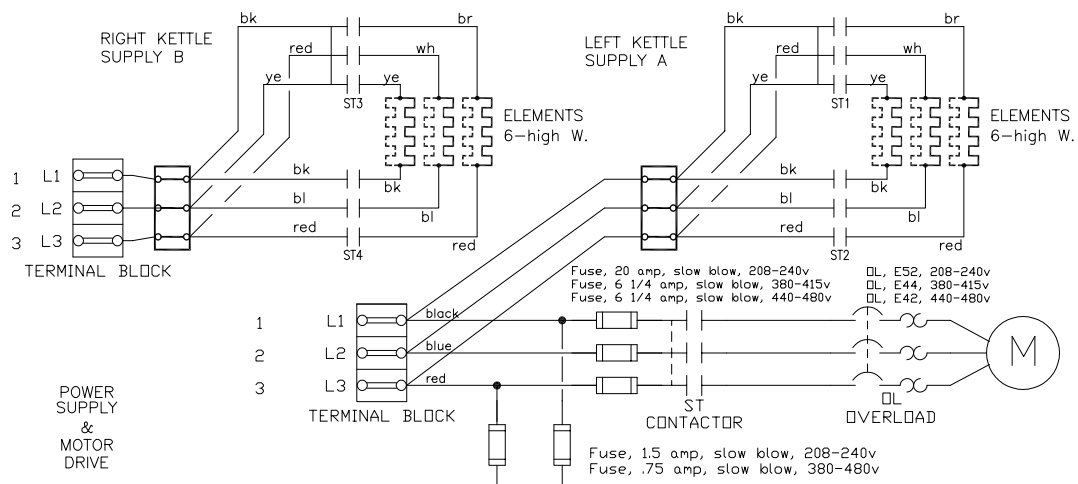 bk
br
bk
br
RIGHT KETTLE
SUPPLY B
red
wh
LEFT KETTLE
SUPPLY A
red
wh
ye
ye
ye
ye
ST3
ST1
ELEMENTS
6-high W.
ELEMENTS
6-high W.
1 L1
bk
bk
bk
bk
2 L2
bl
bl
bl
bl
3 L3
red
red
red
red
ST4
ST2
TERMINAL BLOCK
Fuse, 20 amp, slow blow, 208-240v
Fuse, 6 1/4 amp, slow blow, 380-415v
Fuse, 6 1/4 amp, slow blow, 440-480v
OL, E52, 208-240v
OL, E44, 380-415v
OL, E42, 440-480v
1 L1 black
2 L2 blue
M
3 L3 red
TERMINAL BLOCK
ST
CONTACTOR
OL
OVERLOAD
POWER
SUPPLY
&
MOTOR
DRIVE
Fuse, 1.5 amp, slow blow, 208-240v
Fuse, .75 amp, slow blow, 380-480v